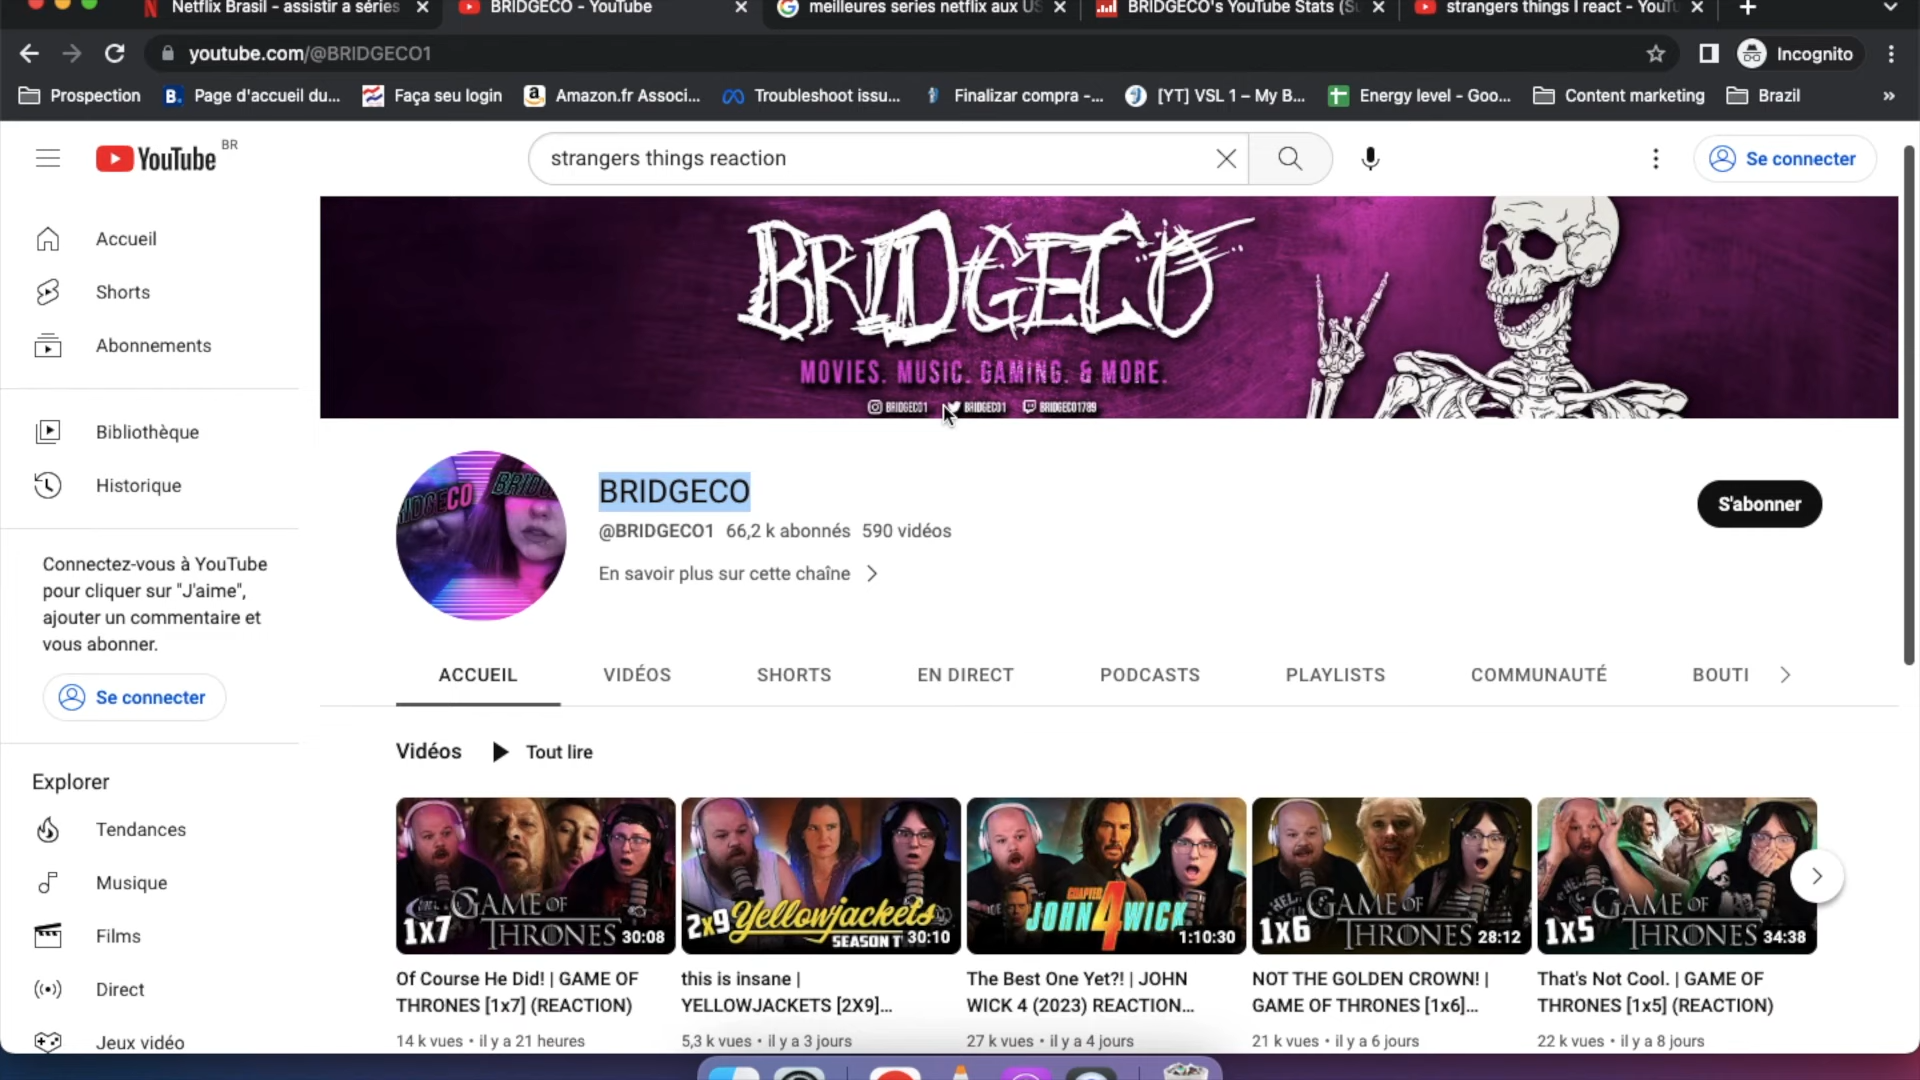 Netflix Brasil - assistir a séries
BRIDGECO - YouTube
meilleures series netflix aux US
BRIDGECO's YouTube Stats (Su
strangers things I react - YouTu
youtube.com/@BRIDGECO1
Incognito
Prospection
Page d'accueil du...
Faça seu login
Amazon.fr Associ...
Troubleshoot issu...
Finalizar compra -...
[YT] VSL 1 – My B...
Energy level - Goo...
Content marketing
Brazil
YouTube BR
strangers things reaction
Se connecter
Accueil
Shorts
Abonnements
Bibliothèque
Historique
Connectez-vous à YouTube
pour cliquer sur "J'aime",
ajouter un commentaire et
vous abonner.
Se connecter
Explorer
Tendances
Musique
Films
Direct
Jeux vidéo
BRIDGECO
MOVIES. MUSIC. GAMING. & MORE.
BRIDGECO1 BRIDGECO1 BRIDGECO1789
BRIDGECO
@BRIDGECO1 66,2 k abonnés 590 vidéos
En savoir plus sur cette chaîne
S'abonner
ACCUEIL
VIDÉOS
SHORTS
EN DIRECT
PODCASTS
PLAYLISTS
COMMUNAUTÉ
BOUTI
Vidéos
Tout lire
1x7 GAME OF THRONES 30:08
2x9 Yellowjackets SEASON 30:10
CHAPTER 4 JOHN WICK 1:10:30
1x6 GAME OF THRONES 28:12
1x5 GAME OF THRONES 34:38
Of Course He Did! | GAME OF
THRONES [1x7] (REACTION)
14 k vues • il y a 21 heures
this is insane |
YELLOWJACKETS [2X9]...
5,3 k vues • il y a 3 jours
The Best One Yet?! | JOHN
WICK 4 (2023) REACTION...
27 k vues • il y a 4 jours
NOT THE GOLDEN CROWN! |
GAME OF THRONES [1x6]...
21 k vues • il y a 6 jours
That's Not Cool. | GAME OF
THRONES [1x5] (REACTION)
22 k vues • il y a 8 jours